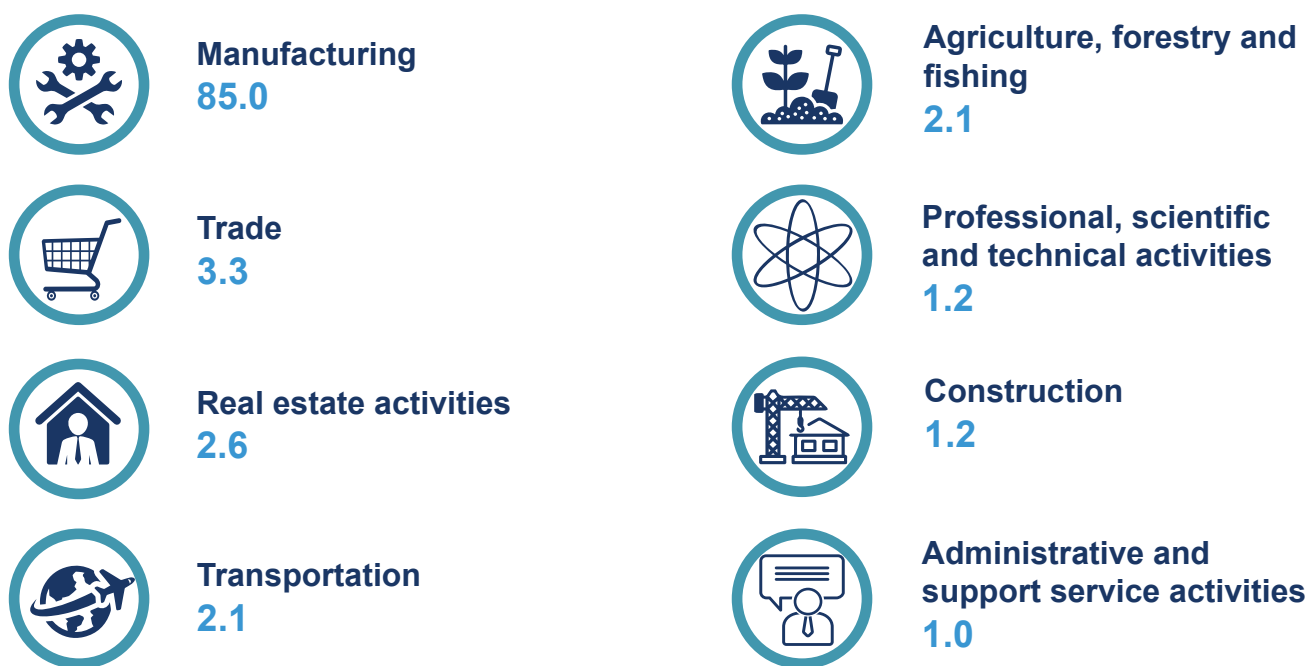 Manufacturing
85.0
Trade
3.3
Real estate activities
2.6
Transportation
2.1
Agriculture, forestry and
fishing
2.1
Professional, scientific
and technical activities
1.2
Construction
1.2
Administrative and
support service activities
1.0